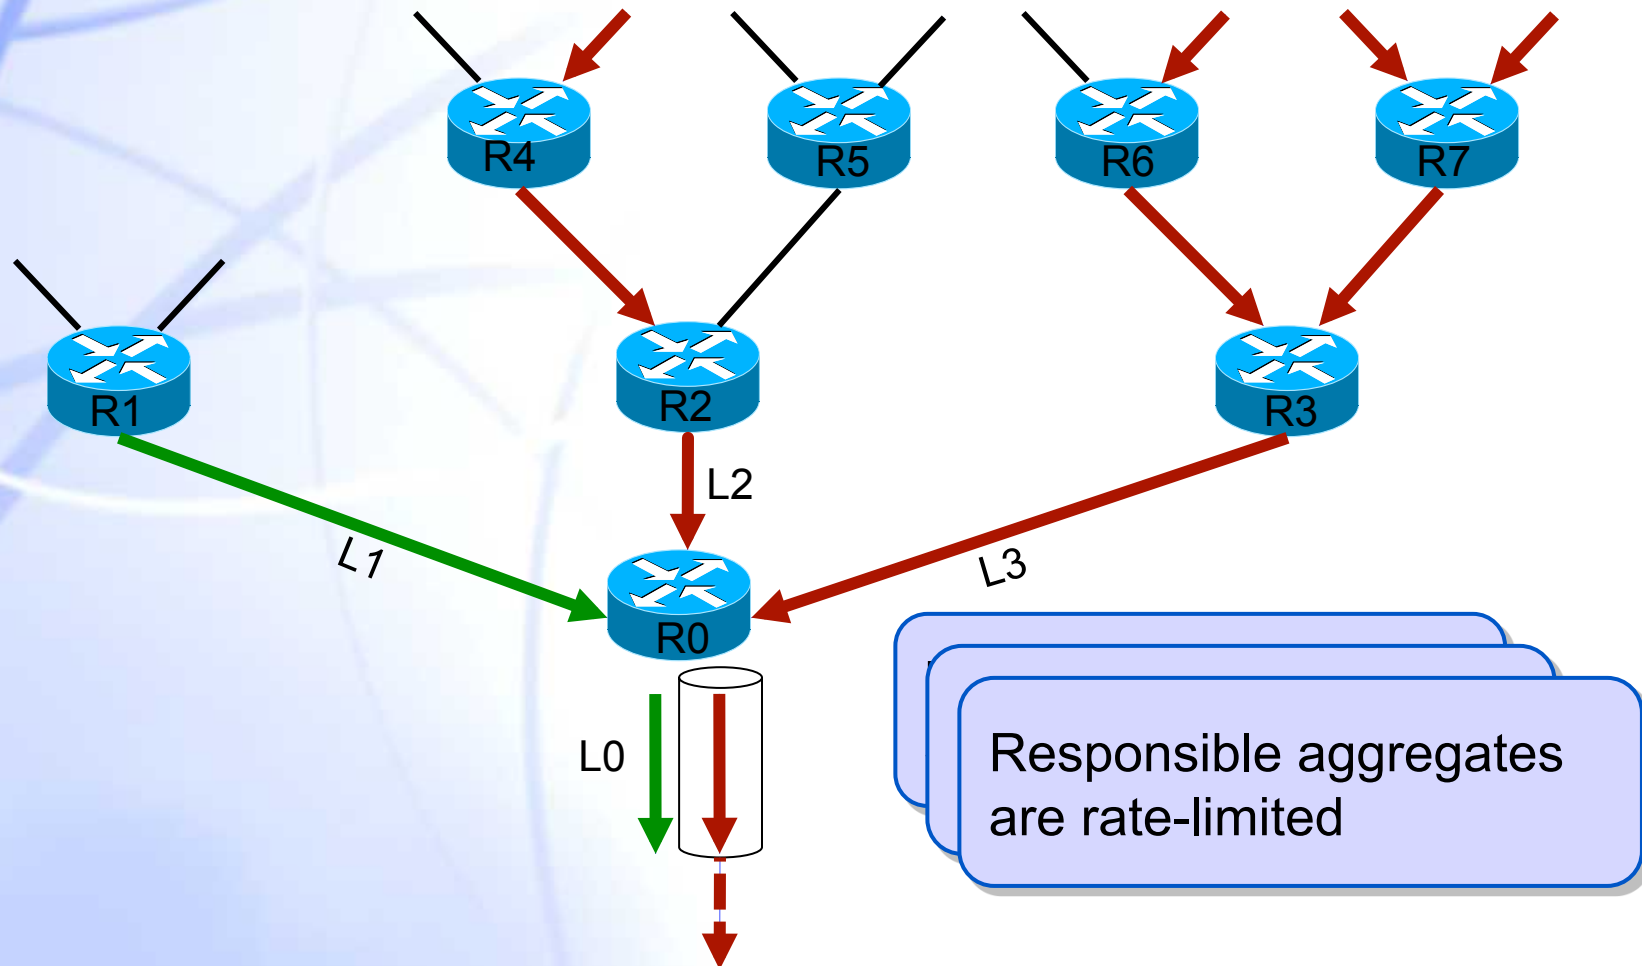 R4
R5
R6
R7
R1
R2
R3
L2
L1
L3
R0
L0
Responsible aggregates
are rate-limited